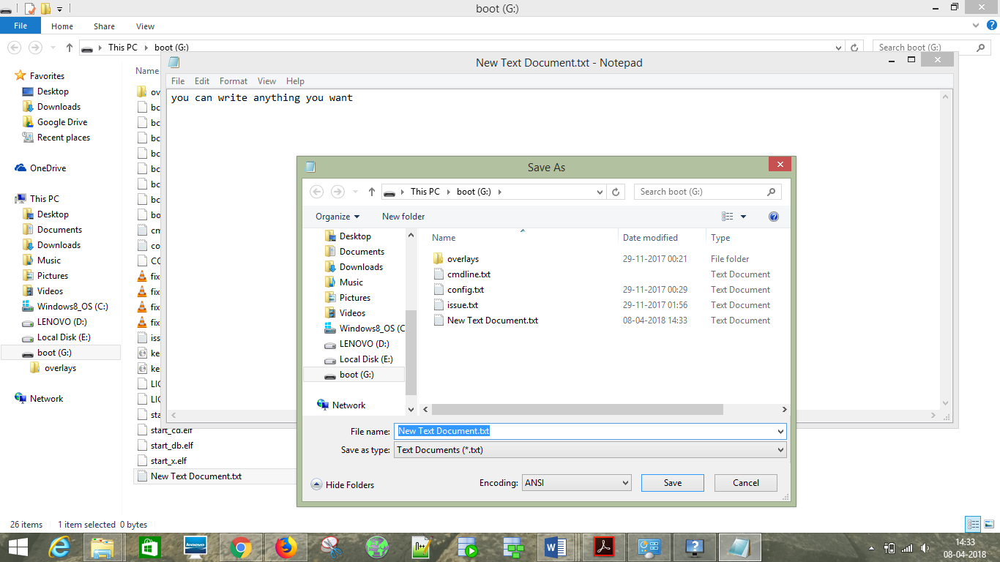 boot (G:)
File Home Share View
This PC boot (G:) Search boot (G:)
New Text Document.txt - Notepad
File Edit Format View Help
you can write anything you want
Favorites
Desktop
Downloads
Google Drive
Recent places
OneDrive
This PC
Desktop
Documents
Downloads
Music
Pictures
Videos
Windows8_OS (C:)
LENOVO (D:)
Local Disk (E:)
boot (G:)
overlays
Network
Name
ov
bc
bc
bc
bc
bc
bc
bc
bo
cm
co
CO
fix
fix
fix
fix
iss
ke
ke
LIC
LIC
sta
start_cd.elf
start_db.elf
start_x.elf
New Text Document.txt
Save As
This PC boot (G:) Search boot (G:)
Organize New folder
Desktop
Documents
Downloads
Music
Pictures
Videos
Windows8_OS (C
LENOVO (D:)
Local Disk (E:)
boot (G:)
Network
Name Date modified Type
overlays 29-11-2017 00:21 File folder
cmdline.txt Text Document
config.txt 29-11-2017 00:29 Text Document
issue.txt 29-11-2017 01:56 Text Document
New Text Document.txt 08-04-2018 14:33 Text Document
File name: New Text Document.txt
Save as type: Text Documents (*.txt)
Hide Folders Encoding: ANSI Save Cancel
26 items 1 item selected 0 bytes
lenovo
14:33
08-04-2018